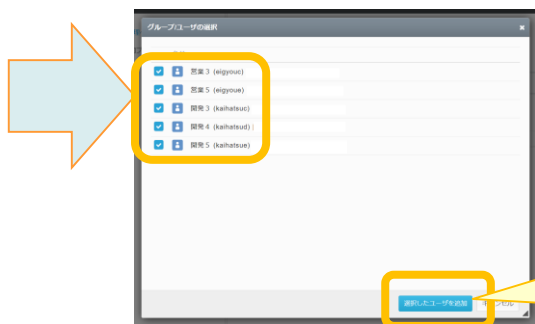 グループ/ユーザの選択
営業３ (eigyouc)
営業５ (eigyoue)
開発３ (kaihatsuc)
開発４ (kaihatsud)
開発５ (kaihatsue)
選択したユーザを追加